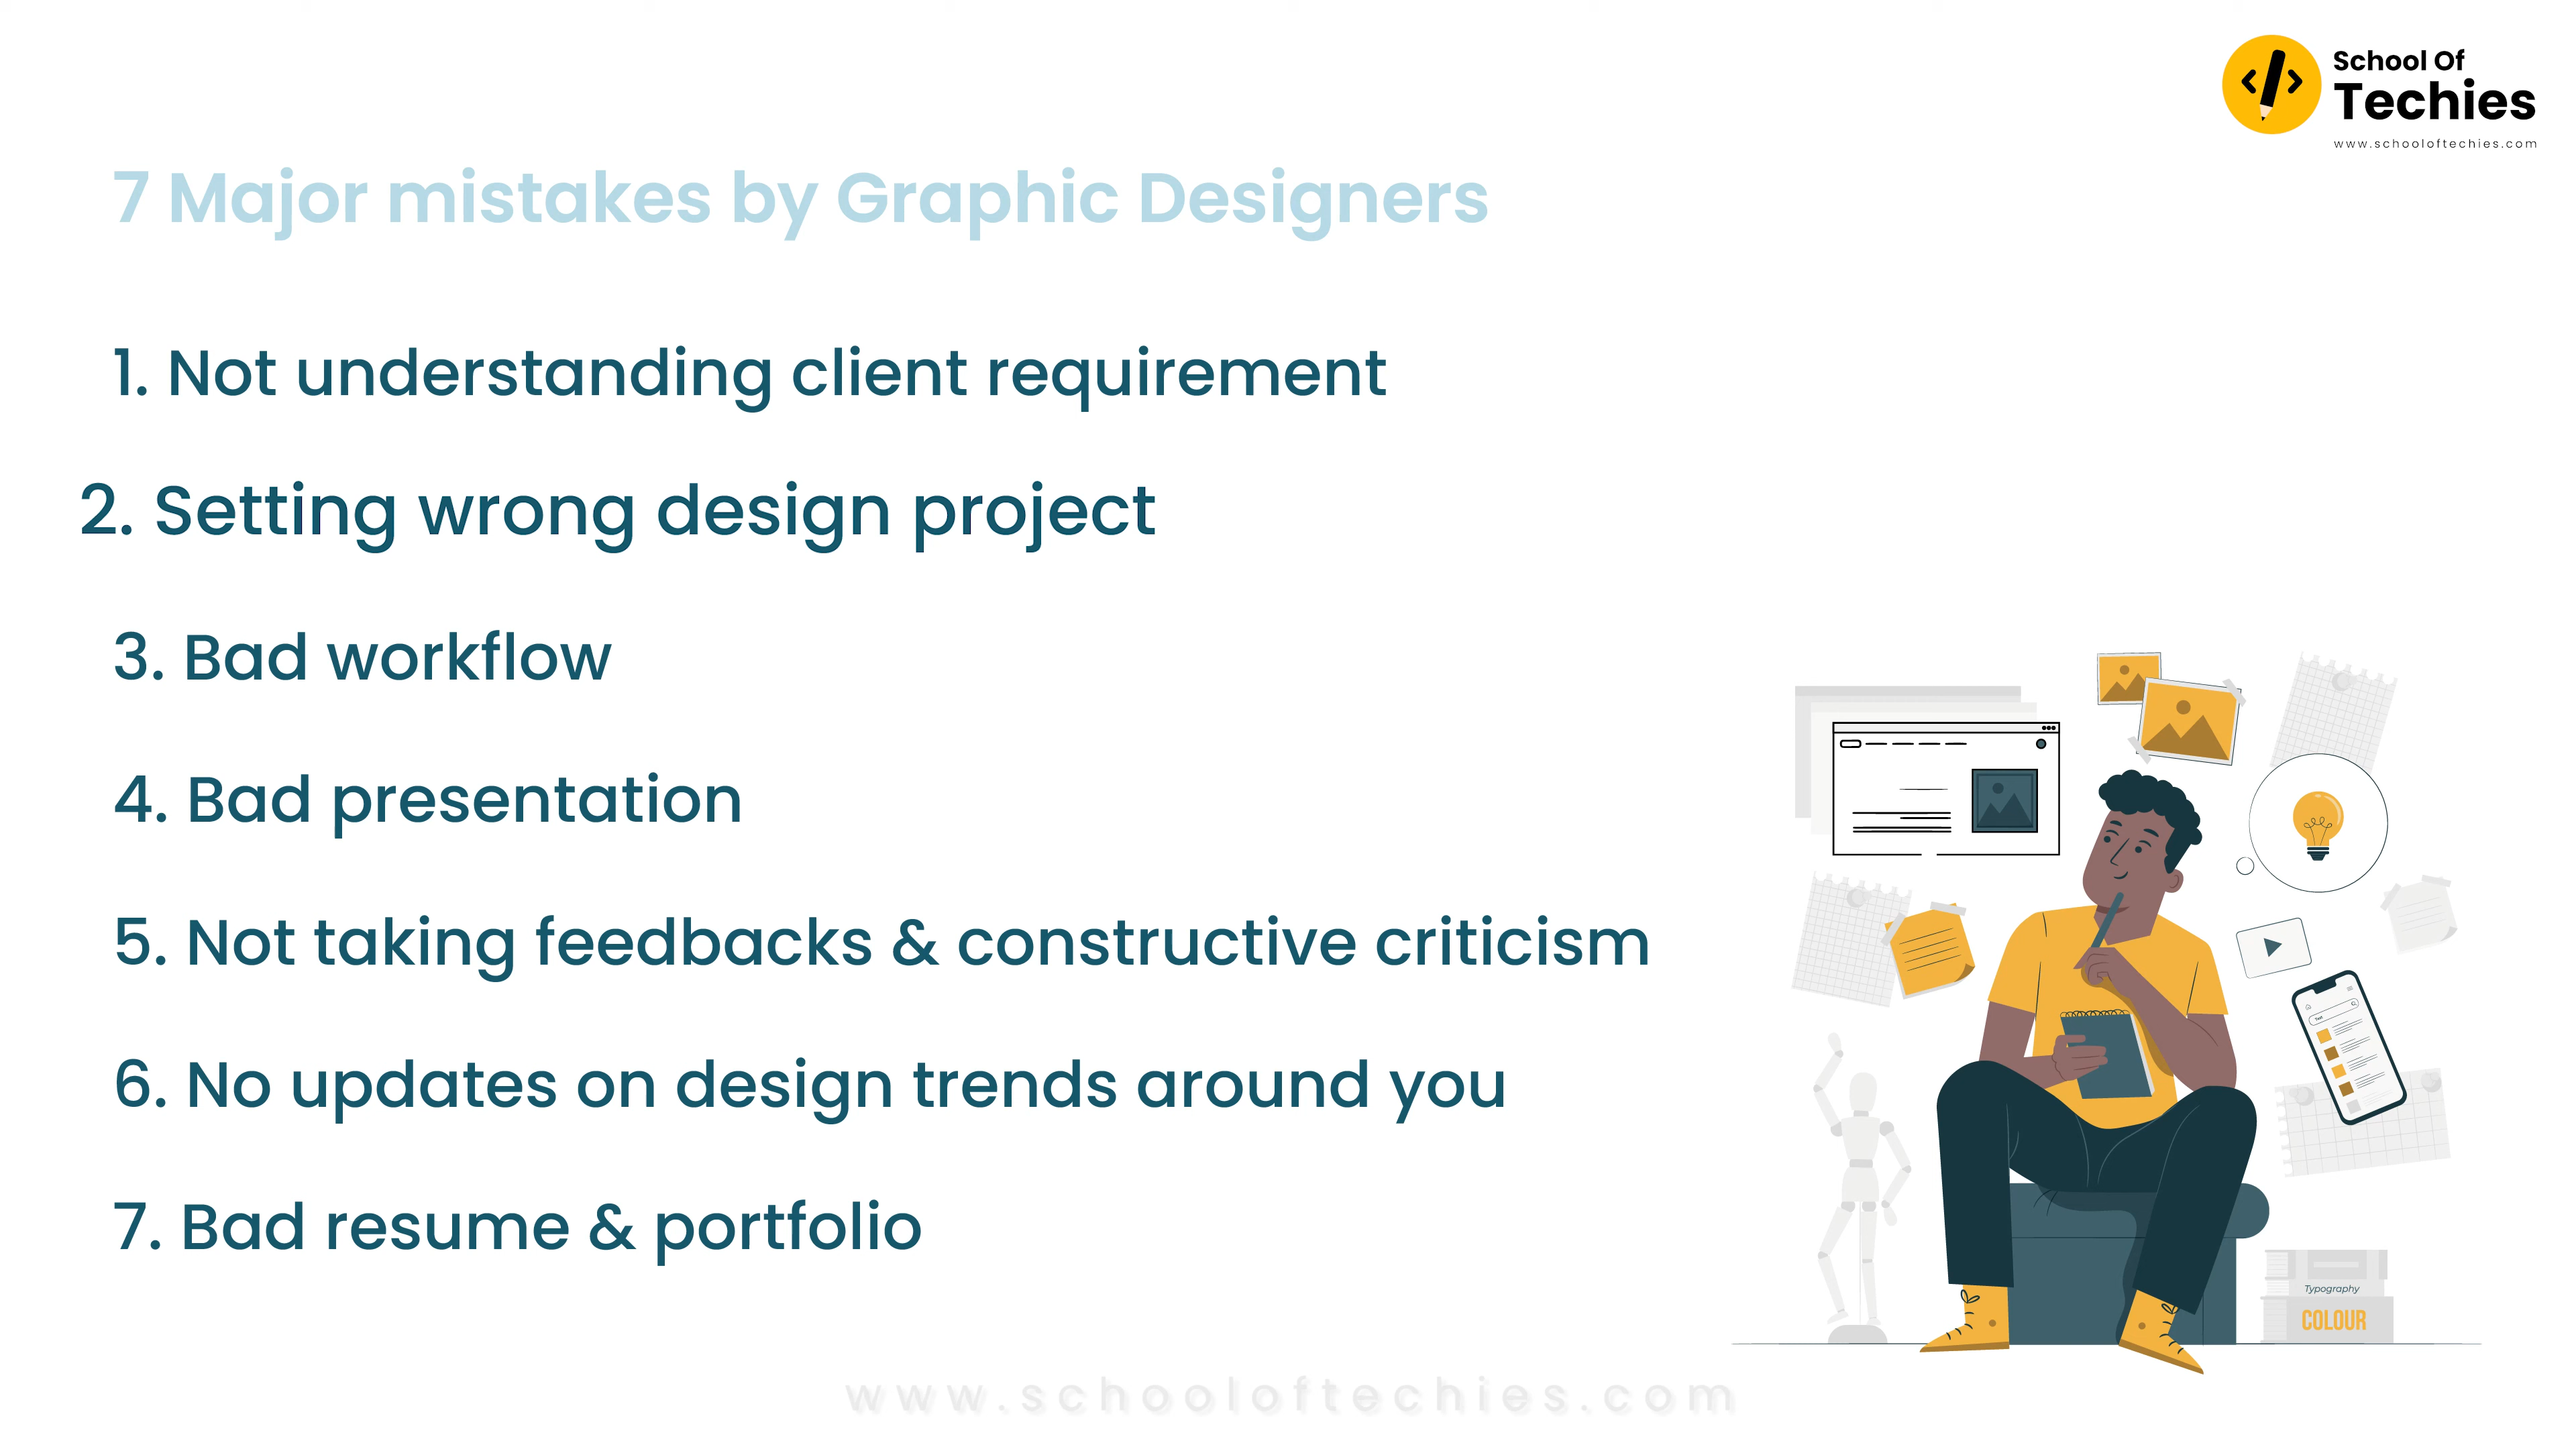 School Of
Techies
www.schooloftechies.com
7 Major mistakes by Graphic Designers
1. Not understanding client requirement
2. Setting wrong design project
3. Bad workflow
4. Bad presentation
5. Not taking feedbacks & constructive criticism
6. No updates on design trends around you
7. Bad resume & portfolio
Text
Typography
COLOUR
www.schooloftechies.com